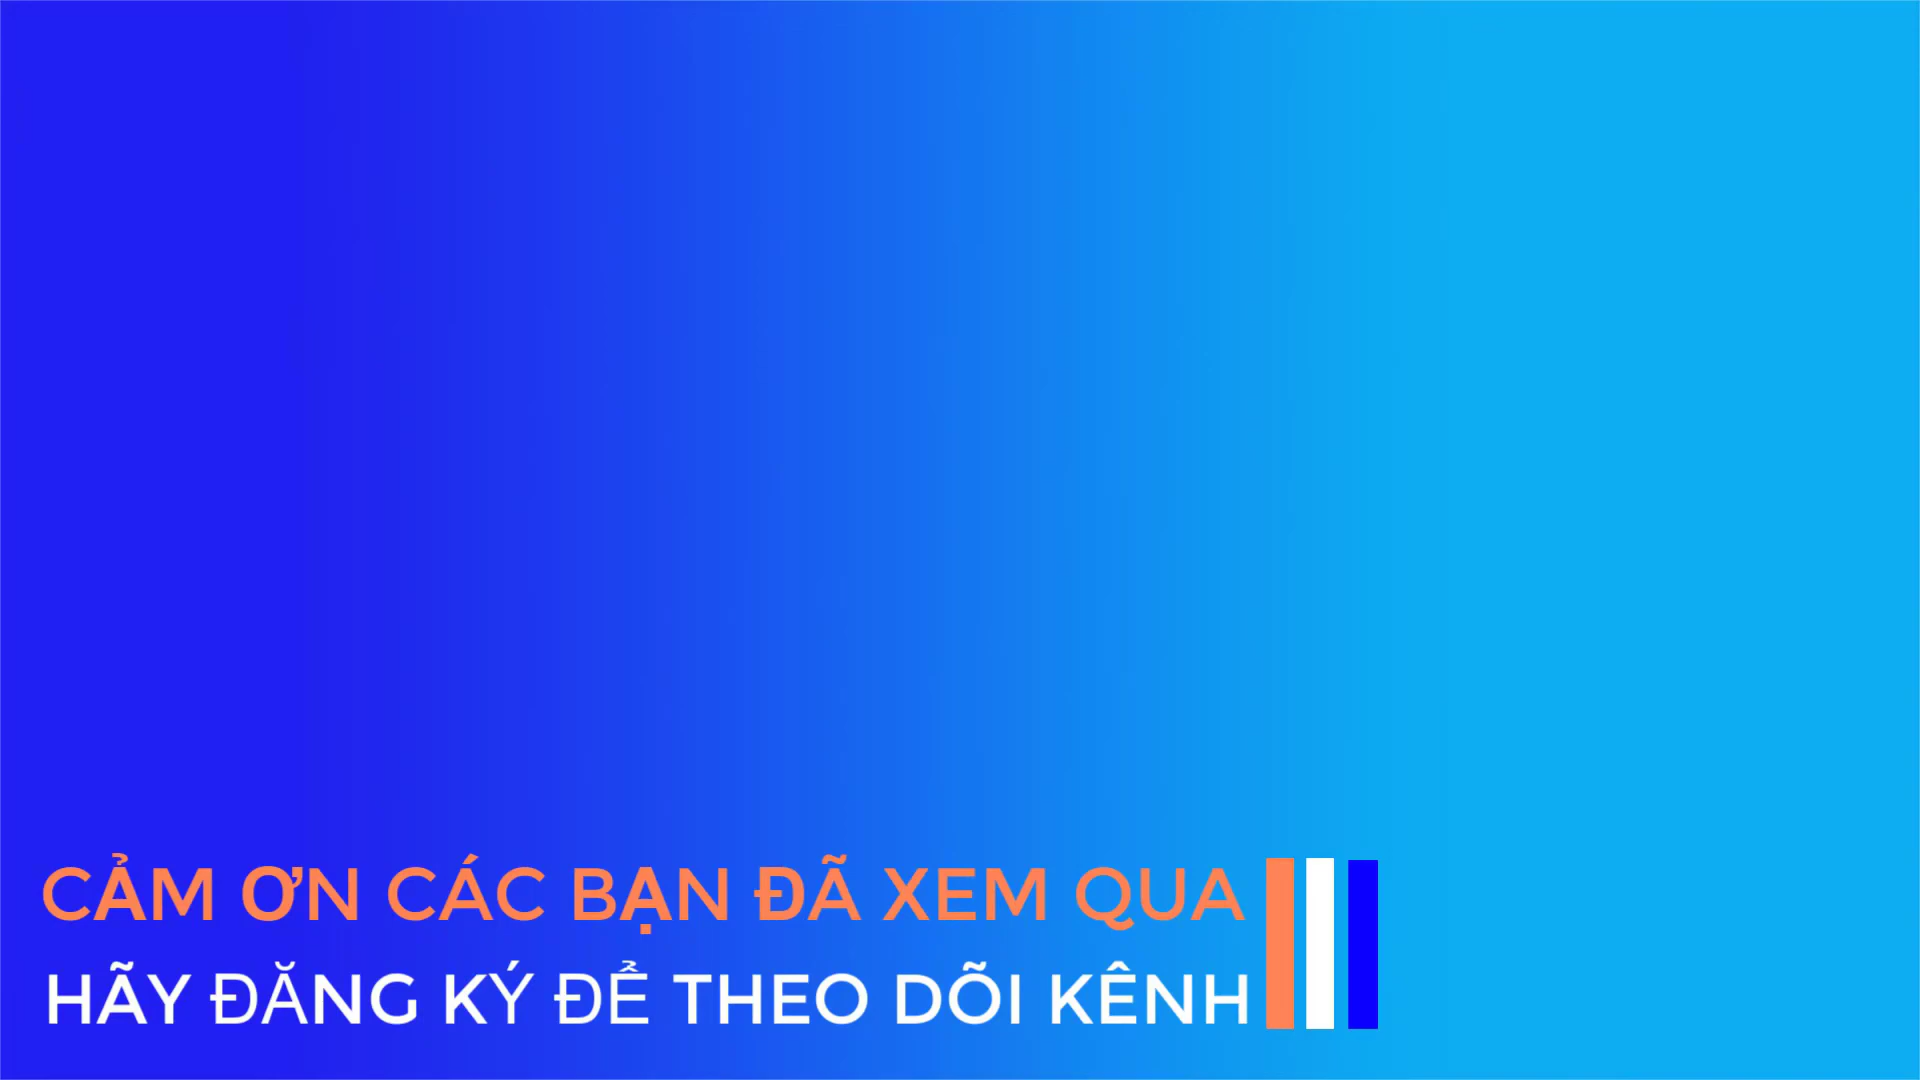 CẢM ƠN CÁC BẠN ĐÃ XEM QUA
HÃY ĐĂNG KÝ ĐỂ THEO DÕI KÊNH